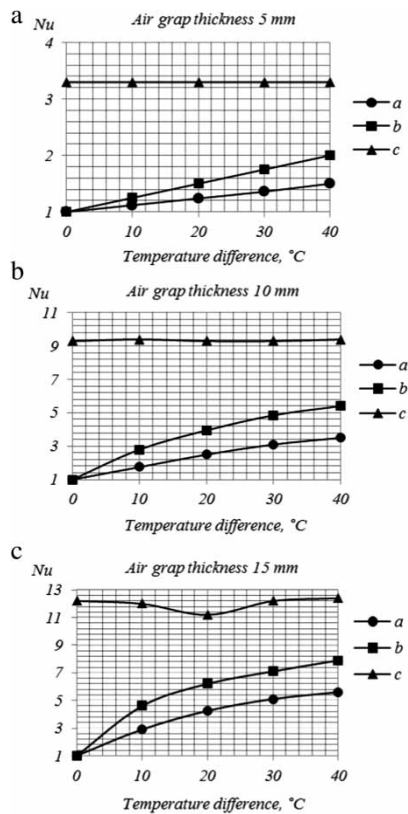 a
Nu
Air grap thickness 5 mm
4
3
2
1
0 10 20 30 40
Temperature difference, °C
a
b
c
b
Nu
Air grap thickness 10 mm
11
9
7
5
3
1
0 10 20 30 40
Temperature difference, °C
a
b
c
c
Nu
Air grap thickness 15 mm
13
11
9
7
5
3
1
0 10 20 30 40
Temperature difference, °C
a
b
c